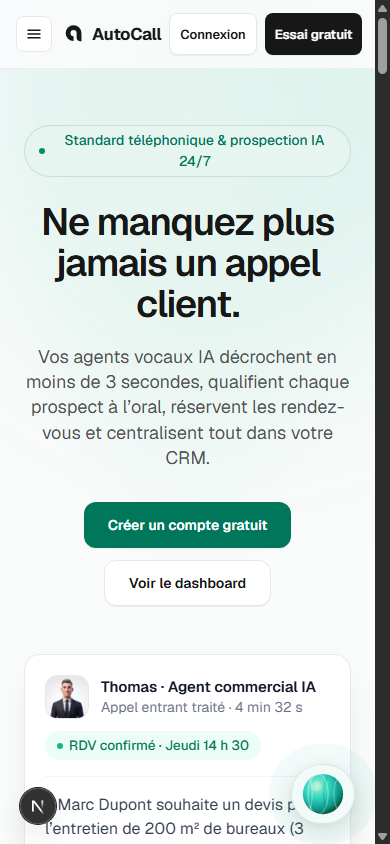 AutoCall
Connexion
Essai gratuit
Standard téléphonique & prospection IA
24/7
Ne manquez plus
jamais un appel
client.
Vos agents vocaux IA décrochent en
moins de 3 secondes, qualifient chaque
prospect à l’oral, réservent les rendez-
vous et centralisent tout dans votre
CRM.
Créer un compte gratuit
Voir le dashboard
Thomas · Agent commercial IA
Appel entrant traité · 4 min 32 s
RDV confirmé · Jeudi 14 h 30
Marc Dupont souhaite un devis
N
l’entretien de 200 m² de bureaux (3